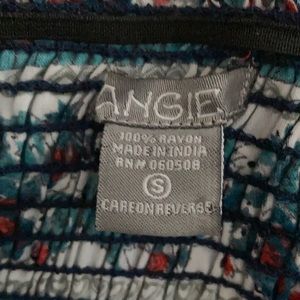 ANGIE
100% RAYON
MADE IN INDIA
RN# 060508
S
CARE ON REVERSE